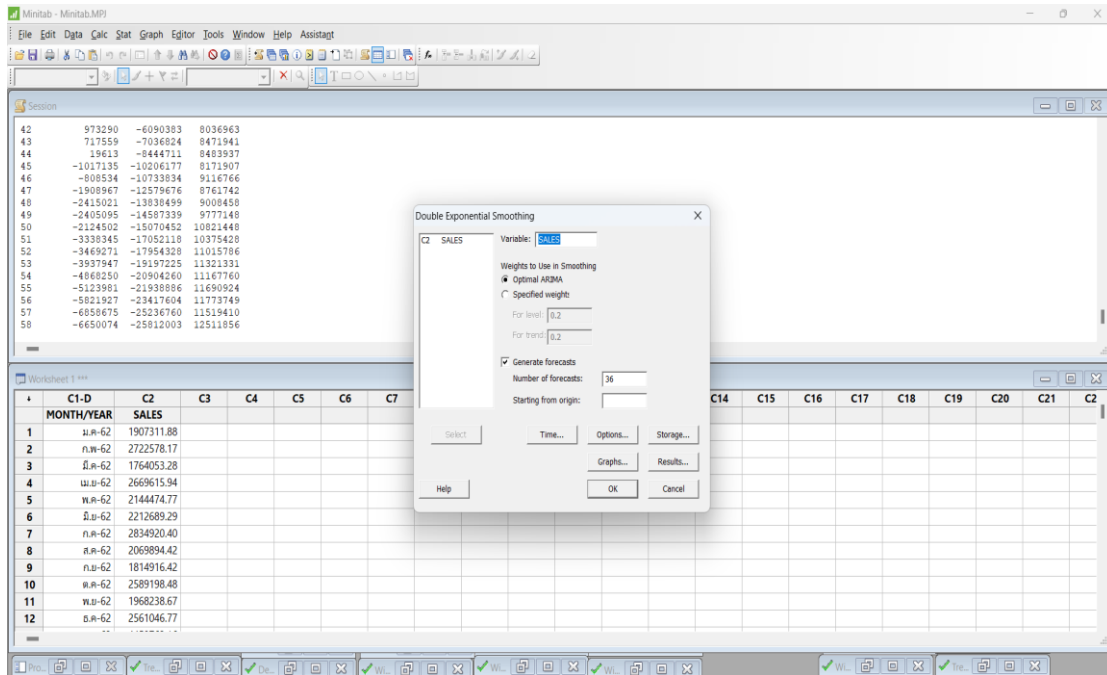 Minitab - Minitab.MPJ
File Edit Data Calc Stat Graph Editor Tools Window Help Assistant
Session
42 973290 -6090383 8036963
43 717559 -7036824 8471941
44 19613 -8444711 8483937
45 -1017135 -10206177 8171907
46 -808534 -10733834 9116766
47 -1908967 -12579676 8761742
48 -2415021 -13838499 9008458
49 -2405095 -14587339 9777148
50 -2124502 -15070452 10821448
51 -3338345 -17052118 10375428
52 -3469271 -17954328 11015786
53 -3937947 -19197225 11321331
54 -4868250 -20904260 11167760
55 -5123981 -21938886 11690924
56 -5821927 -23417604 11773749
57 -6858675 -25236760 11519410
58 -6650074 -25812003 12511856
Double Exponential Smoothing
C2 SALES
Variable: SALES
Weights to Use in Smoothing
Optimal ARIMA
Specified weight:
For level: 0.2
For trend: 0.2
Generate forecasts
Number of forecasts: 36
Starting from origin:
Select Time... Options... Storage...
Graphs... Results...
Help OK Cancel
Worksheet 1 ***
C1-D C2 C3 C4 C5 C6 C7 C14 C15 C16 C17 C18 C19 C20 C21 C2
MONTH/YEAR SALES
1 ม.ค-62 1907311.88
2 ก.พ-62 2722578.17
3 มี.ค-62 1764053.28
4 เม.ย-62 2669615.94
5 พ.ค-62 2144474.77
6 มิ.ย-62 2212689.29
7 ก.ค-62 2834920.40
8 ส.ค-62 2069894.42
9 ก.ย-62 1814916.42
10 ต.ค-62 2589198.48
11 พ.ย-62 1968238.67
12 ธ.ค-62 2561046.77
Pro... Tre... De... Wi... Wi... Wi... Wi... Tre...